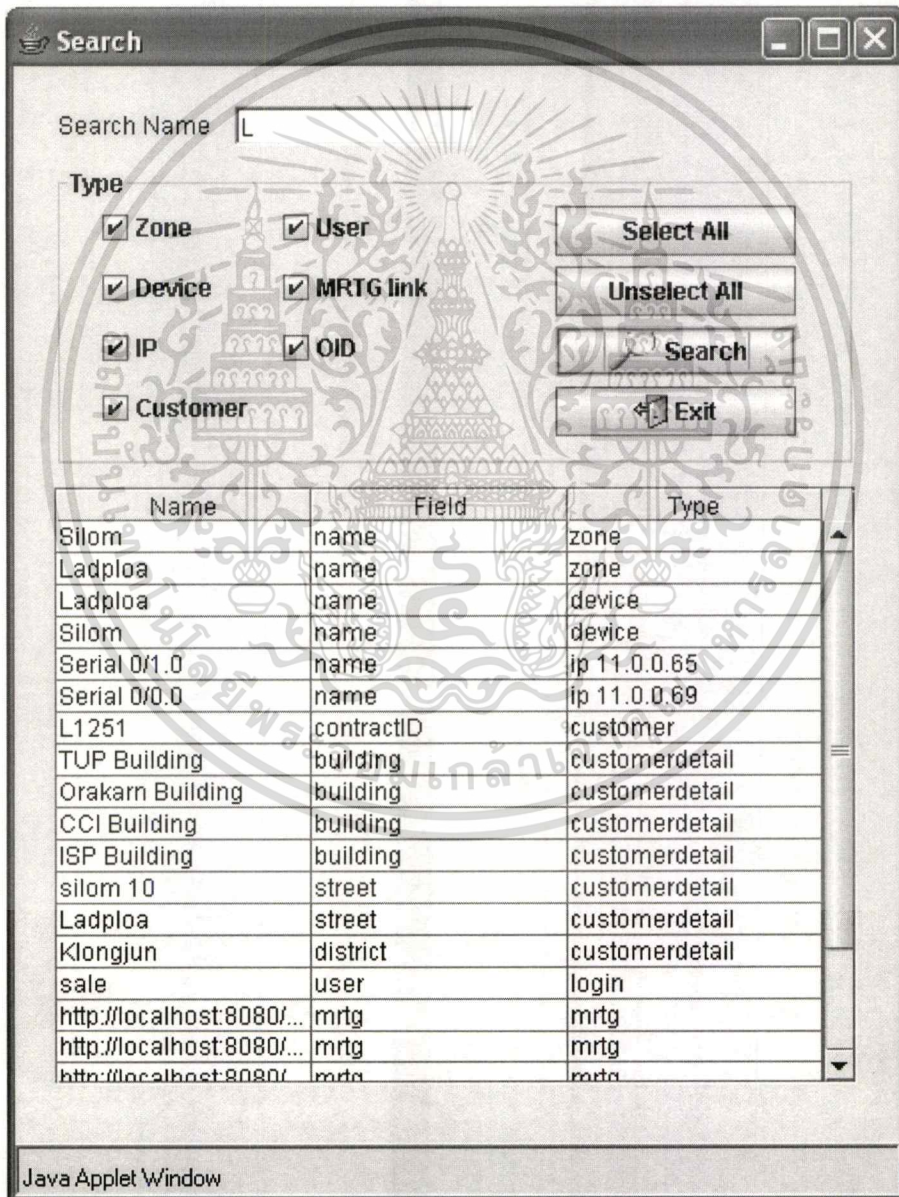 Search
Search Name L
Type
Zone User Select All
Device MRTG link Unselect All
IP OID Search
Customer Exit
Name Field Type
Silom name zone
Ladploa name zone
Ladploa name device
Silom name device
Serial 0/1.0 name ip 11.0.0.65
Serial 0/0.0 name ip 11.0.0.69
L1251 contractID customer
TUP Building building customerdetail
Orakarn Building building customerdetail
CCI Building building customerdetail
ISP Building building customerdetail
silom 10 street customerdetail
Ladploa street customerdetail
Klongjun district customerdetail
sale user login
http://localhost:8080/... mrtg mrtg
http://localhost:8080/... mrtg mrtg
http://localhost:8080/... mrtg mrtg
Java Applet Window